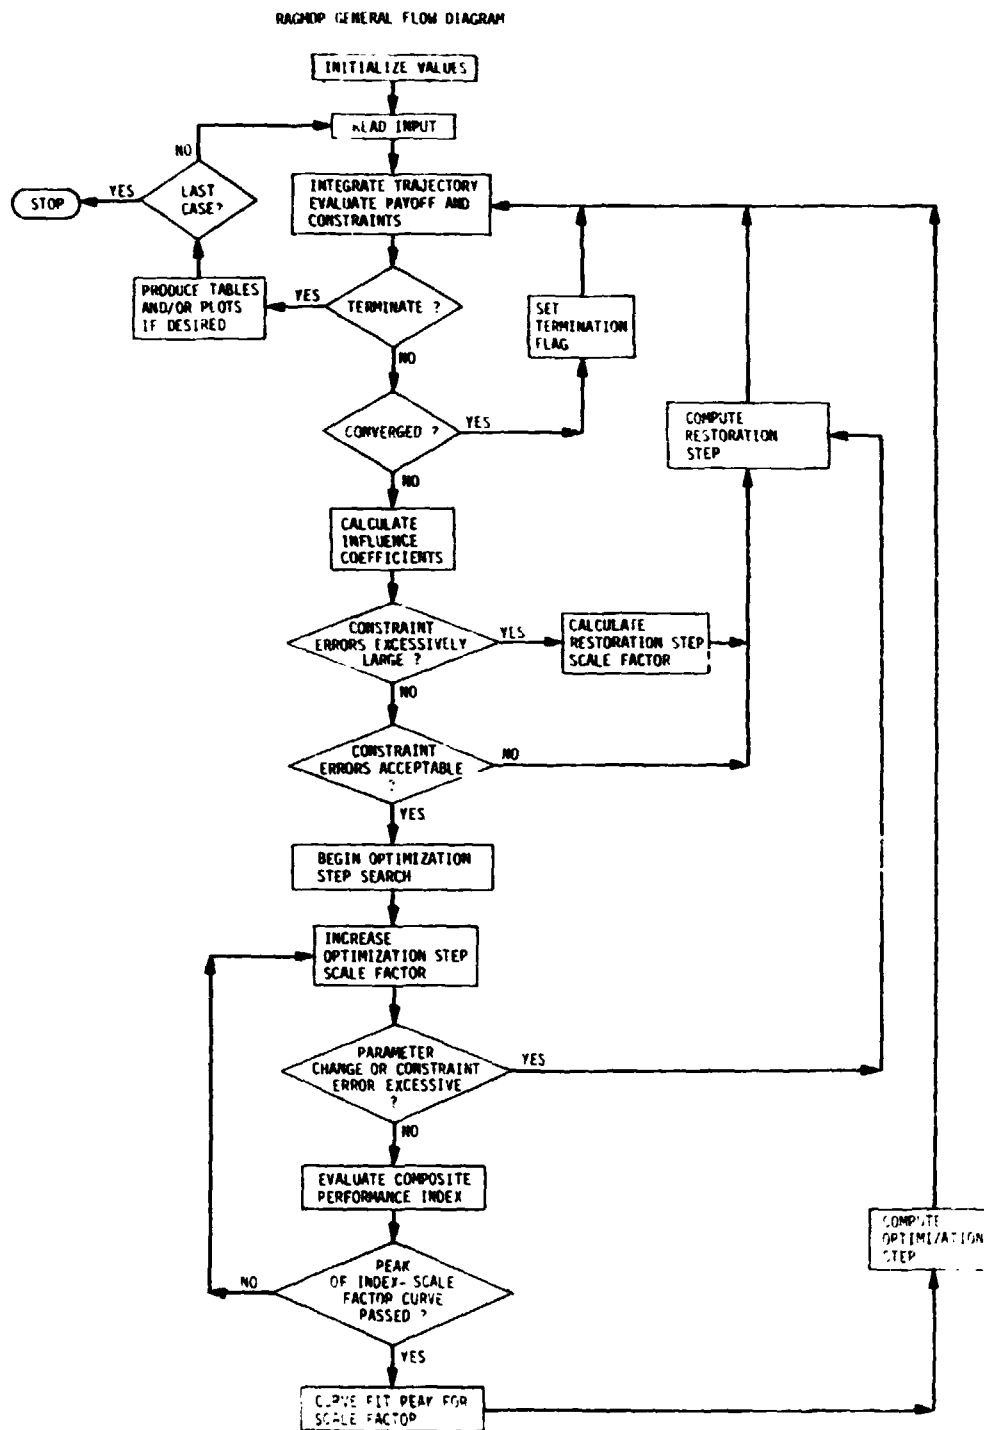 RAGMOP GENERAL FLOW DIAGRAM
INITIALIZE VALUES
READ INPUT
NO
STOP
YES
LAST
CASE?
INTEGRATE TRAJECTORY
EVALUATE PAYOFF AND
CONSTRAINTS
PRODUCE TABLES
AND/OR PLOTS
IF DESIRED
YES
TERMINATE ?
SET
TERMINATION
FLAG
NO
CONVERGED ?
YES
COMPUTE
RESTORATION
STEP
NO
CALCULATE
INFLUENCE
COEFFICIENTS
CONSTRAINT
ERRORS EXCESSIVELY
LARGE ?
YES
CALCULATE
RESTORATION STEP
SCALE FACTOR
NO
CONSTRAINT
ERRORS ACCEPTABLE
?
NO
YES
BEGIN OPTIMIZATION
STEP SEARCH
INCREASE
OPTIMIZATION STEP
SCALE FACTOR
PARAMETER
CHANGE OR CONSTRAINT
ERROR EXCESSIVE
?
YES
NO
EVALUATE COMPOSITE
PERFORMANCE INDEX
COMPUTE
OPTIMIZATION
STEP
PEAK
OF INDEX-SCALE
FACTOR CURVE
PASSED ?
NO
YES
CURVE FIT PEAK FOR
SCALE FACTOR